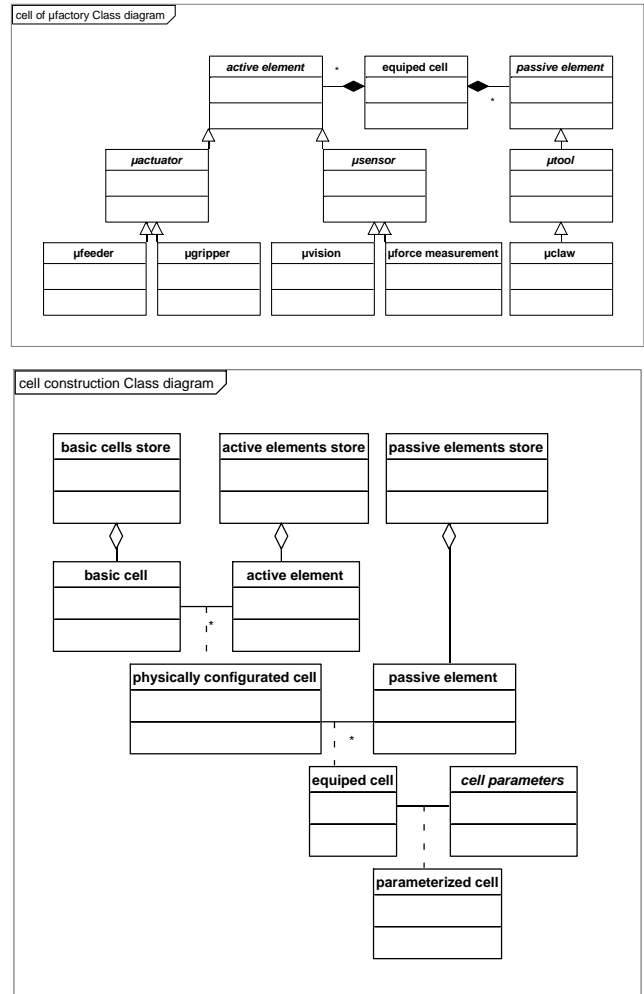 cell of µfactory Class diagram
active element
*
equiped cell
*
passive element
µactuator
µsensor
µtool
µfeeder
µgripper
µvision
µforce measurement
µclaw
cell construction Class diagram
basic cells store
active elements store
passive elements store
basic cell
active element
*
physically configurated cell
passive element
*
equiped cell
cell parameters
parameterized cell